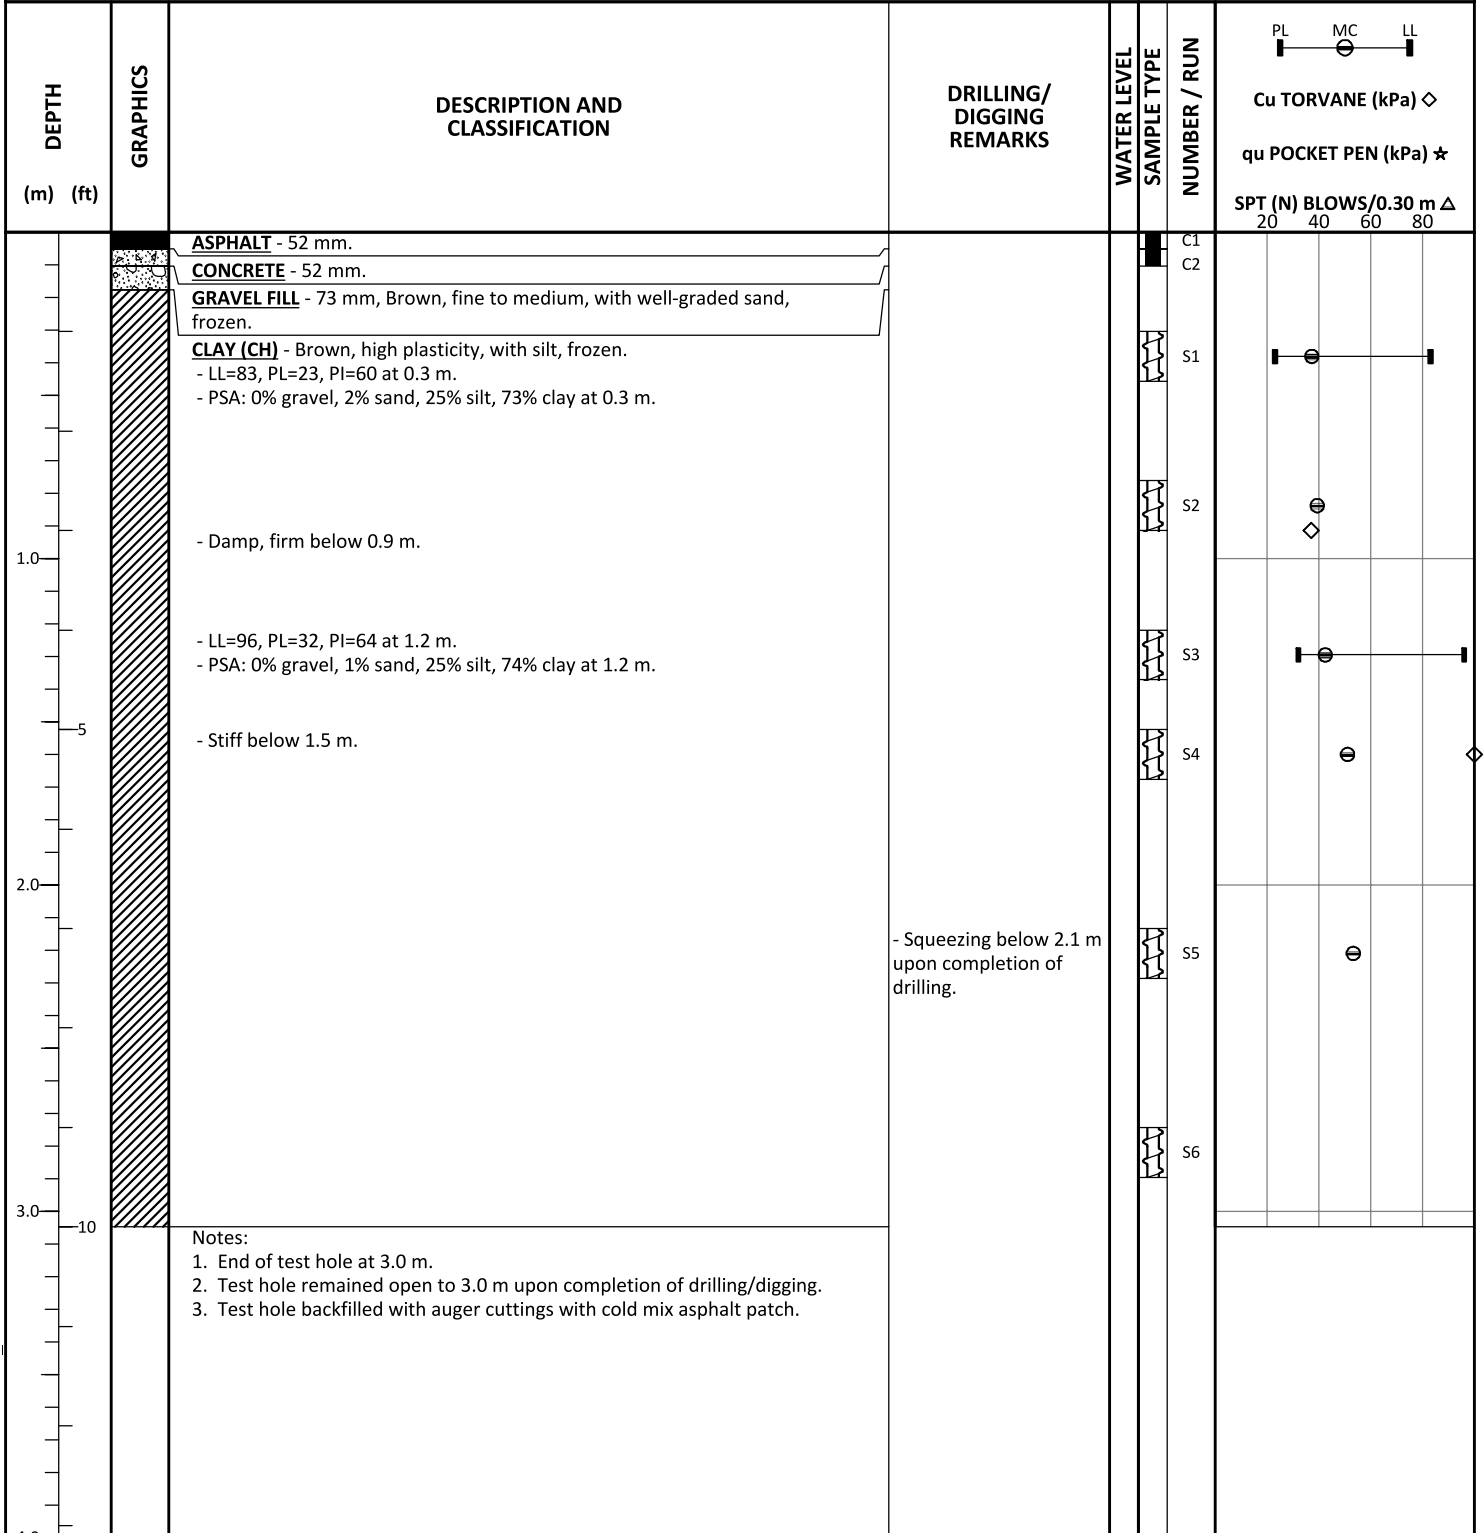 DEPTH
(m) (ft)
GRAPHICS
DESCRIPTION AND
CLASSIFICATION
DRILLING/
DIGGING
REMARKS
WATER LEVEL
SAMPLE TYPE
NUMBER / RUN
PL MC LL
Cu TORVANE (kPa)
qu POCKET PEN (kPa)
SPT (N) BLOWS/0.30 m
20 40 60 80
ASPHALT - 52 mm.
C1
CONCRETE - 52 mm.
C2
GRAVEL FILL - 73 mm, Brown, fine to medium, with well-graded sand,
frozen.
CLAY (CH) - Brown, high plasticity, with silt, frozen.
S1
- LL=83, PL=23, PI=60 at 0.3 m.
- PSA: 0% gravel, 2% sand, 25% silt, 73% clay at 0.3 m.
S2
- Damp, firm below 0.9 m.
1.0
- LL=96, PL=32, PI=64 at 1.2 m.
S3
- PSA: 0% gravel, 1% sand, 25% silt, 74% clay at 1.2 m.
5
- Stiff below 1.5 m.
S4
2.0
- Squeezing below 2.1 m
upon completion of
drilling.
S5
S6
3.0
10
Notes:
1. End of test hole at 3.0 m.
2. Test hole remained open to 3.0 m upon completion of drilling/digging.
3. Test hole backfilled with auger cuttings with cold mix asphalt patch.